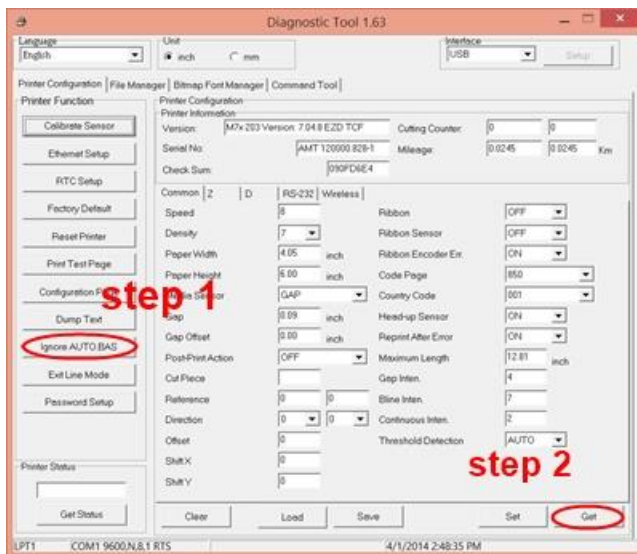 Diagnostic Tool 1.63
Language
English
Unit
inch
mm
Interface
USB
Setup
Printer Configuration
File Manager
Bitmap Font Manager
Command Tool
Printer Function
Calibrate Sensor
Ethernet Setup
RTC Setup
Factory Default
Reset Printer
Print Test Page
Configuration
Dump Text
Ignore AUTO.BAS
Exit Line Mode
Password Setup
Printer Status
Get Status
Printer Configuration
Printer Information
Version: M7x 203 Version: 7.04.8 EZD TCF
Cutting Counter: 0 0
Serial No: AMT 120000.828-1
Mileage: 0.0245 0.0245 Km
Check Sum: 090FD6E4
Common Z D RS-232 Wireless
Speed 8
Ribbon OFF
Density 7
Ribbon Sensor OFF
Paper Width 4.05 inch
Ribbon Encoder Err. ON
Paper Height 6.00 inch
Code Page 850
step 1
Sensor GAP
Country Code 001
Gap 0.09 inch
Head-up Sensor ON
Gap Offset 0.00 inch
Reprint After Error ON
Post-Print Action OFF
Maximum Length 12.81 inch
Cut Piece
Gap Inten. 4
Reference 0 0
Bline Inten. 7
Direction 0 0
Continuous Inten. 2
Offset 0
Threshold Detection AUTO
Shift X 0
step 2
Shift Y 0
Clear
Load
Save
Set
Get
LPT1
COM1 9600,N,8,1 RTS
4/1/2014 2:48:35 PM